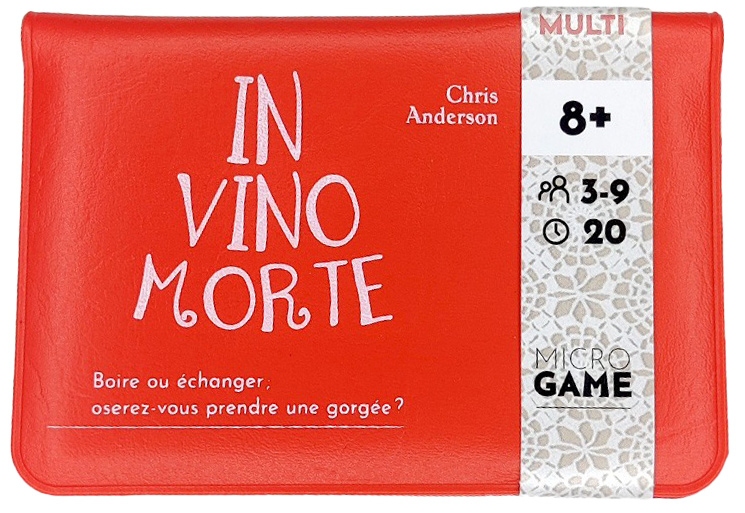 IN
VINO
MORTE
Chris
Anderson
Boire ou échanger,
oserez-vous prendre une gorgée ?
MULTI
8+
3-9
20
MICRO
GAME